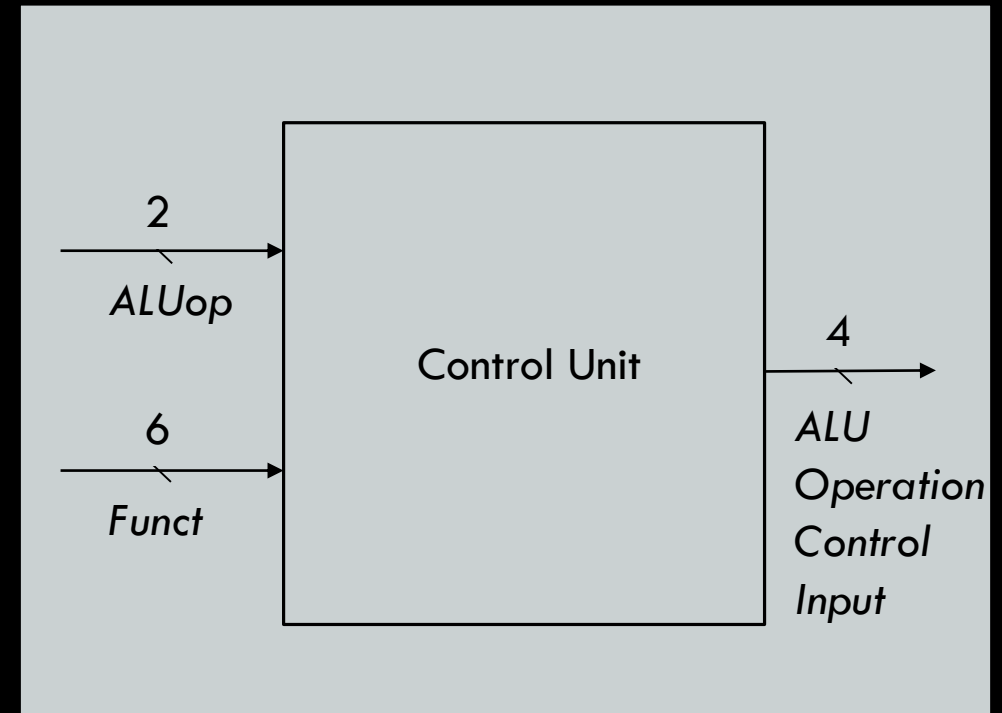 2
ALUop
6
Funct
Control Unit
4
ALU
Operation
Control
Input